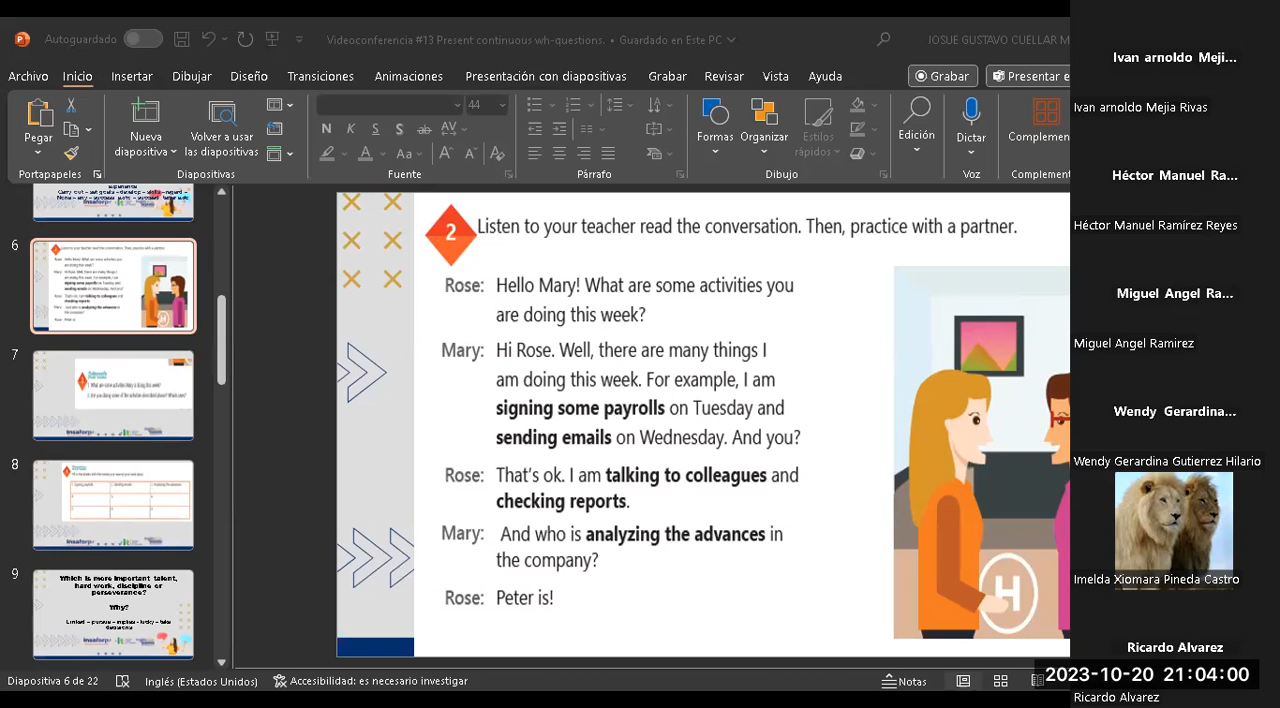 Autoguardado
Videoconferencia #13 Present continuous wh-questions. • Guardado en Este PC
JOSUE GUSTAVO CUELLAR M
Archivo Inicio Insertar Dibujar Diseño Transiciones Animaciones Presentación con diapositivas Grabar Revisar Vista Ayuda
Grabar
Presentar e
44
Pegar
Nueva
diapositiva
Volver a usar
las diapositivas
N K S S ab AV
A Aa A A A
Formas
Organizar
Estilos
rápidos
Edición
Dictar
Complemen
Portapapeles
Diapositivas
Fuente
Párrafo
Dibujo
Voz
Complement
6
7
8
9
Which is more important talent,
hard work, discipline or
perseverance?
Why?
2
Listen to your teacher read the conversation. Then, practice with a partner.
Rose: Hello Mary! What are some activities you
are doing this week?
Mary: Hi Rose. Well, there are many things I
am doing this week. For example, I am
signing some payrolls on Tuesday and
sending emails on Wednesday. And you?
Rose: That's ok. I am talking to colleagues and
checking reports.
Mary: And who is analyzing the advances in
the company?
Rose: Peter is!
H
Diapositiva 6 de 22
Inglés (Estados Unidos)
Accesibilidad: es necesario investigar
Notas
Ivan arnoldo Meji...
Ivan arnoldo Mejia Rivas
Héctor Manuel Ra...
Héctor Manuel Ramírez Reyes
Miguel Angel Ra...
Miguel Angel Ramirez
Wendy Gerardina...
Wendy Gerardina Gutierrez Hilario
Imelda Xiomara Pineda Castro
Ricardo Alvarez
2023-10-20 21:04:00
Ricardo Alvarez